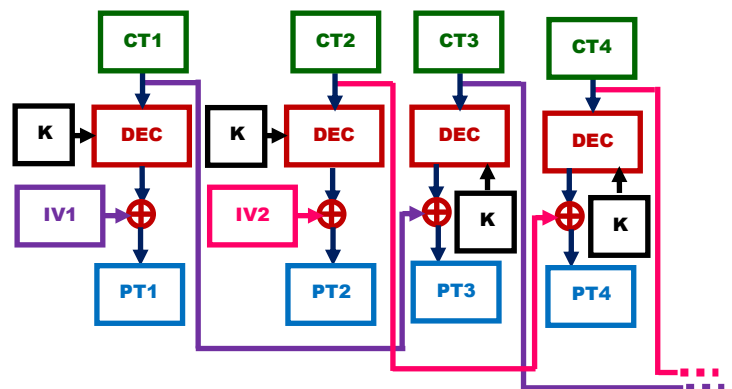 CT1 CT2 CT3 CT4
K DEC K DEC DEC DEC
IV1 IV2 K K
PT1 PT2 PT3 PT4